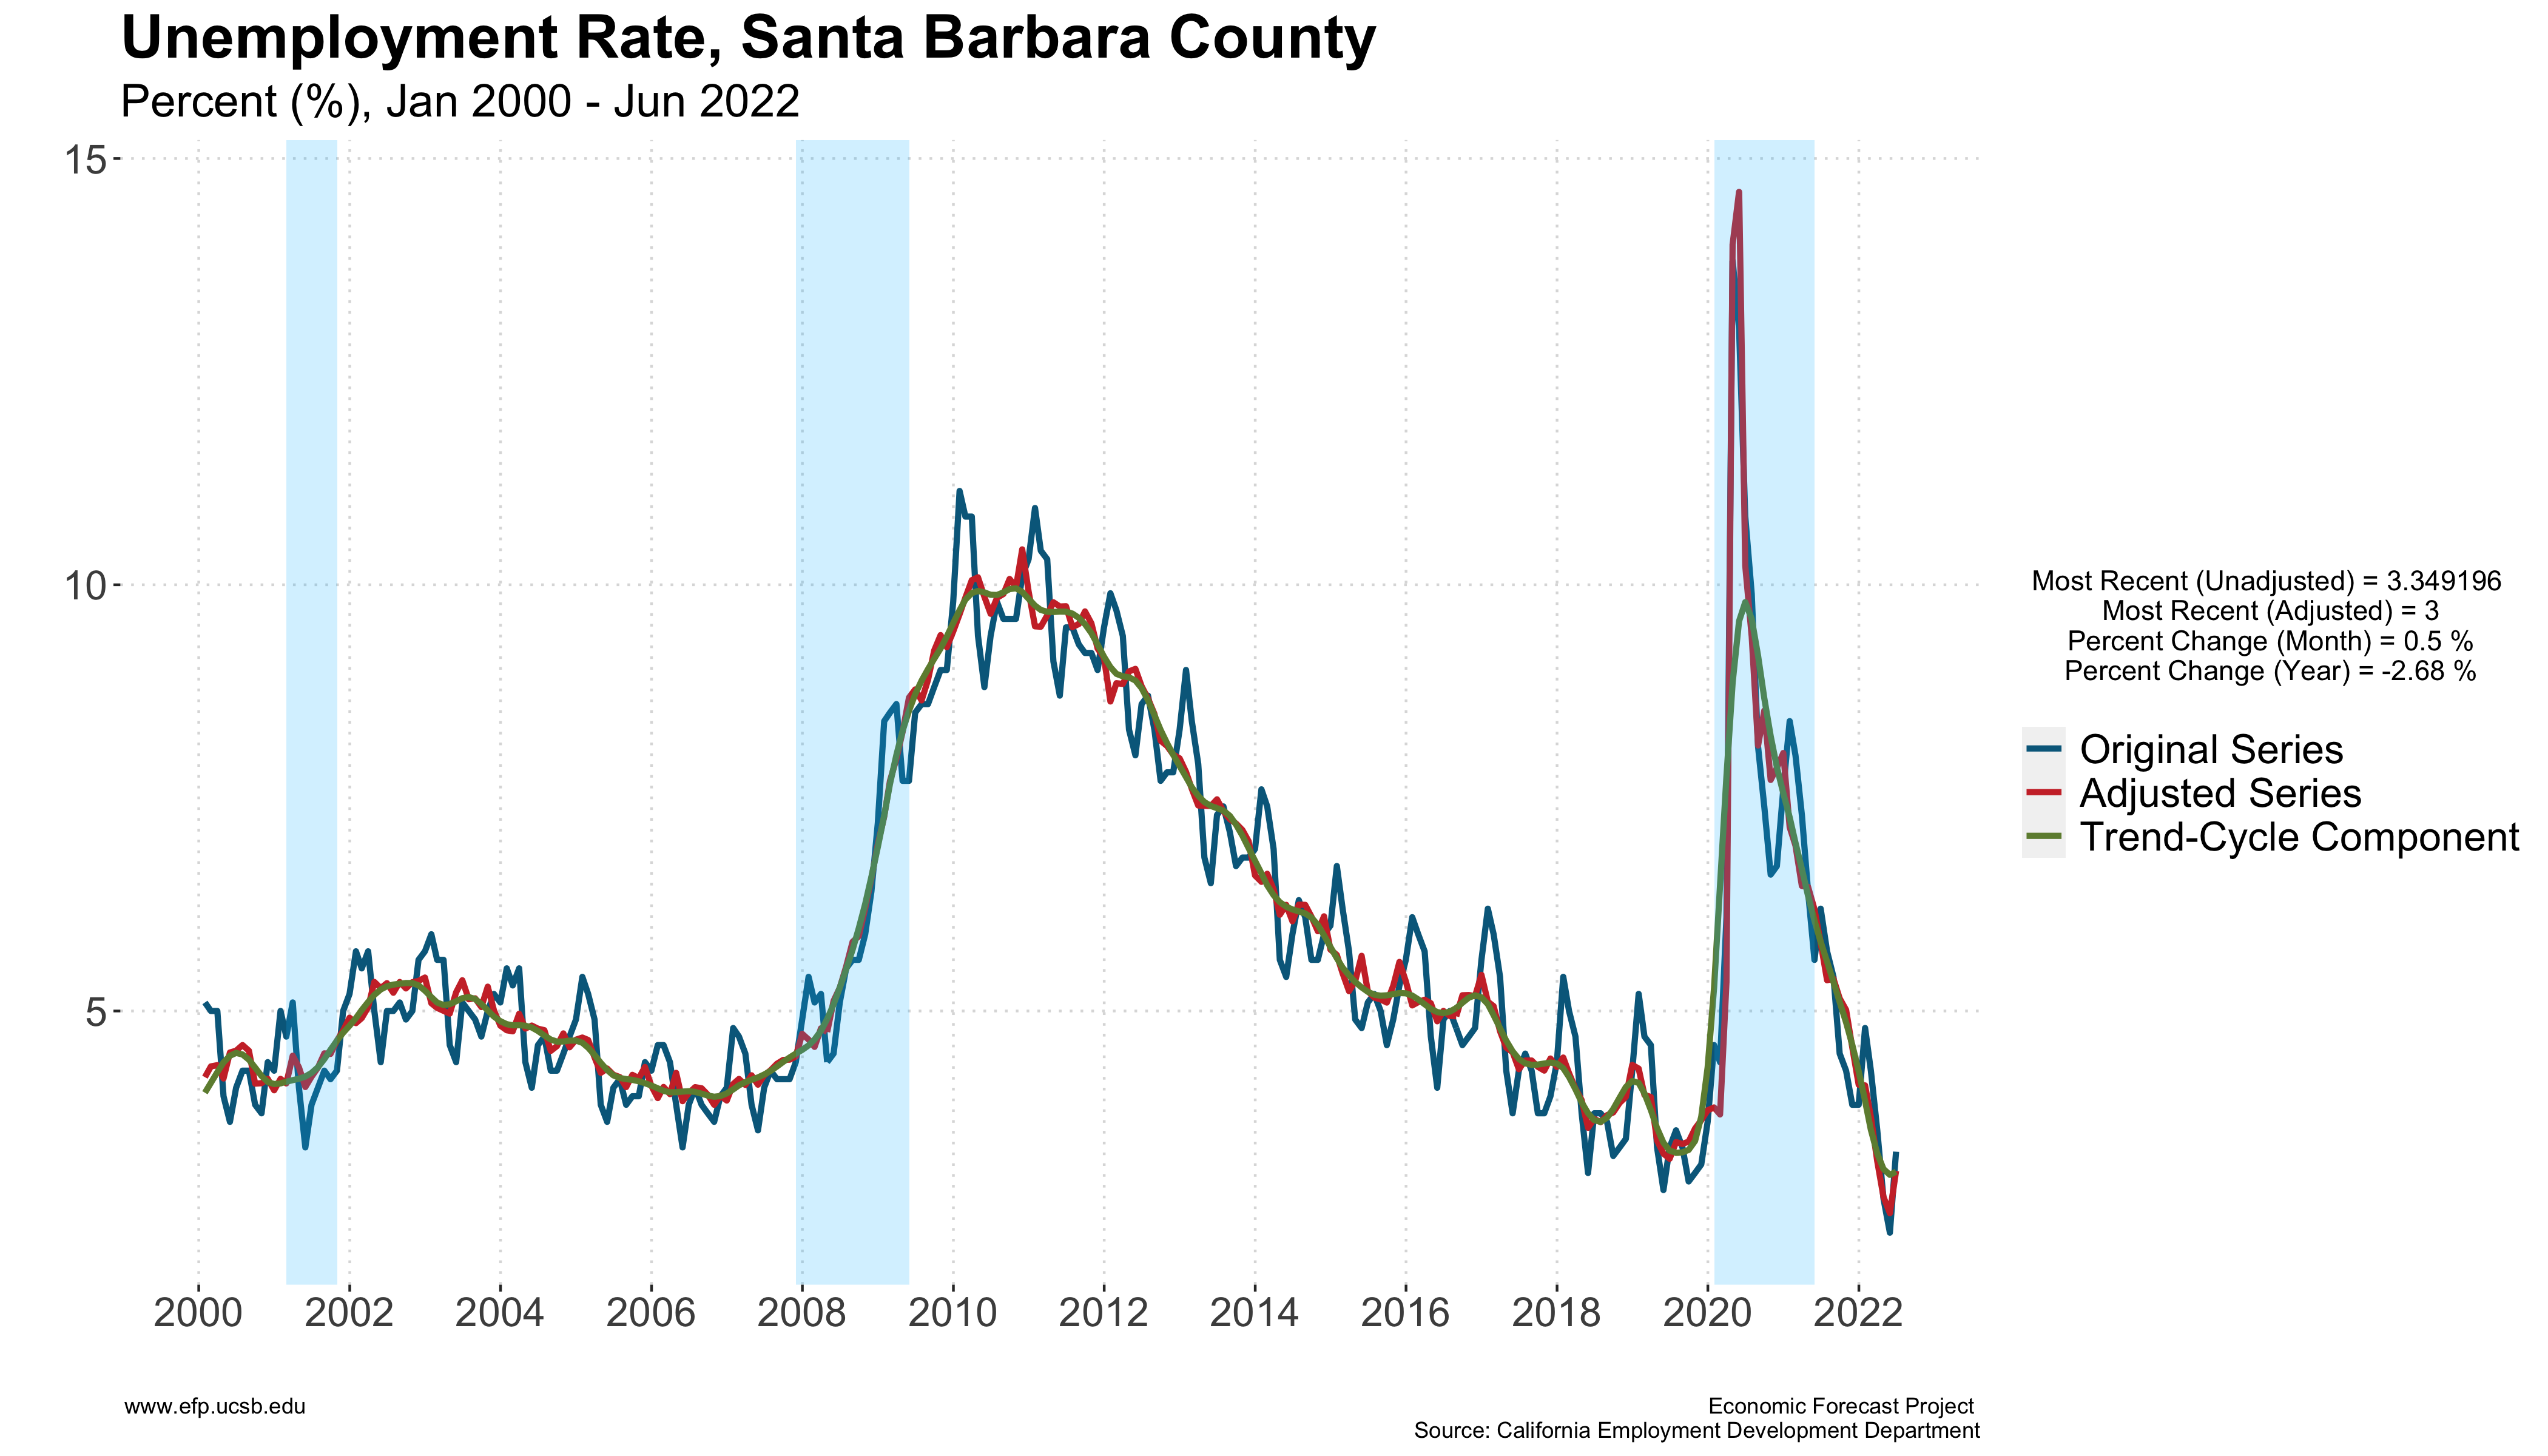 Unemployment Rate, Santa Barbara County
Percent (%), Jan 2000 - Jun 2022
15
10
5
2000 2002 2004 2006 2008 2010 2012 2014 2016 2018 2020 2022
Most Recent (Unadjusted) = 3.349196
Most Recent (Adjusted) = 3
Percent Change (Month) = 0.5 %
Percent Change (Year) = -2.68 %
Original Series
Adjusted Series
Trend-Cycle Component
www.efp.ucsb.edu
Economic Forecast Project
Source: California Employment Development Department